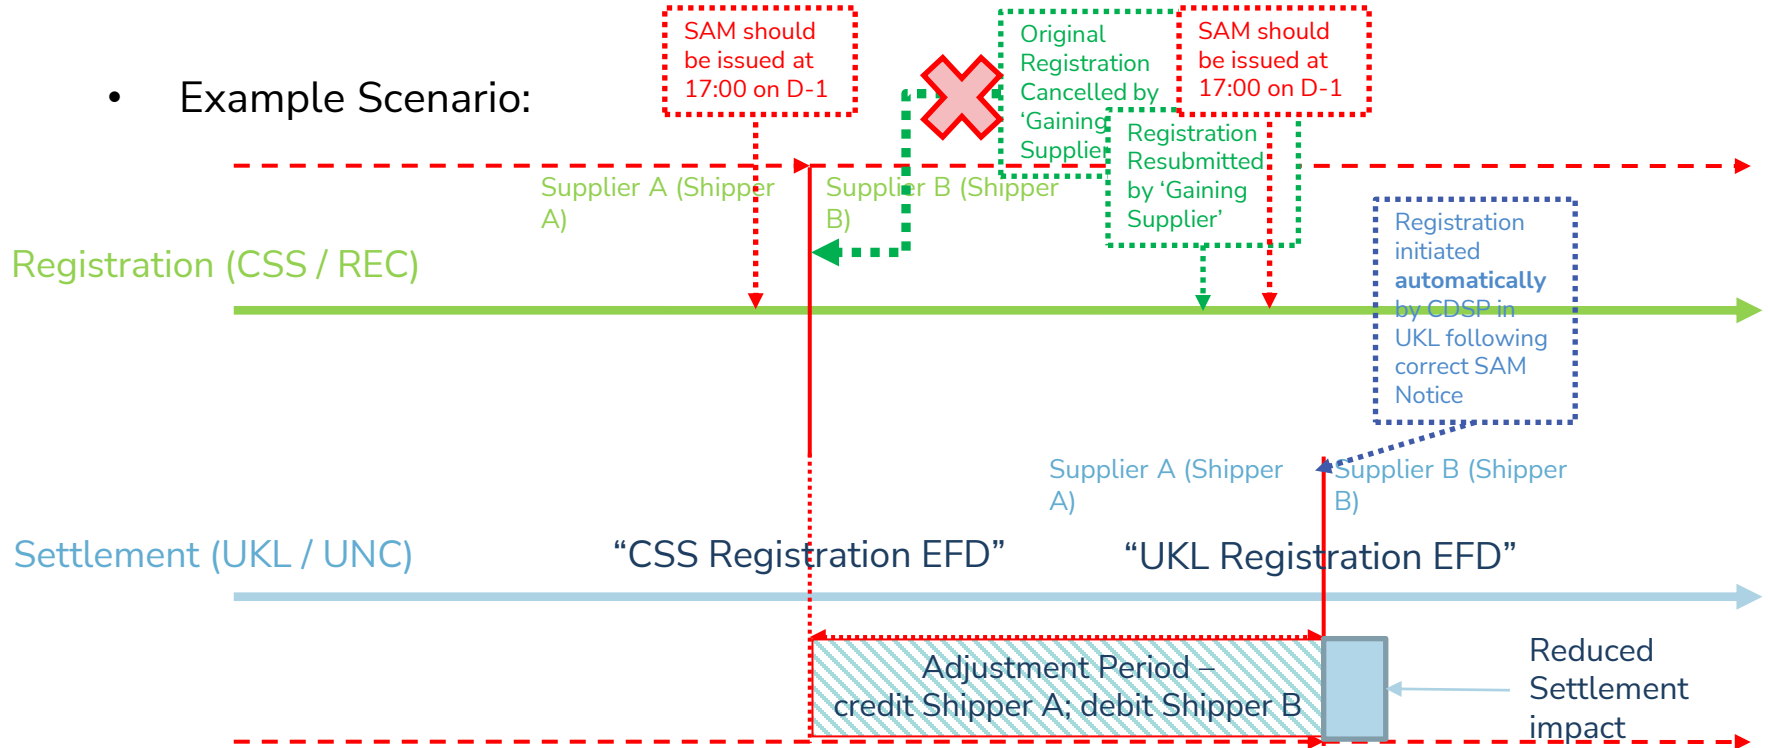 • Example Scenario:
SAM should
be issued at
17:00 on D-1
Original
Registration
Cancelled by
‘Gaining
Supplier
SAM should
be issued at
17:00 on D-1
Registration
Resubmitted
by ‘Gaining
Supplier’
Supplier A (Shipper
A)
Supplier B (Shipper
B)
Registration
initiated
automatically
by CDSP in
UKL following
correct SAM
Notice
Registration (CSS / REC)
Supplier A (Shipper
A)
Supplier B (Shipper
B)
Settlement (UKL / UNC)
“CSS Registration EFD”
“UKL Registration EFD”
Adjustment Period –
credit Shipper A; debit Shipper B
Reduced
Settlement
impact